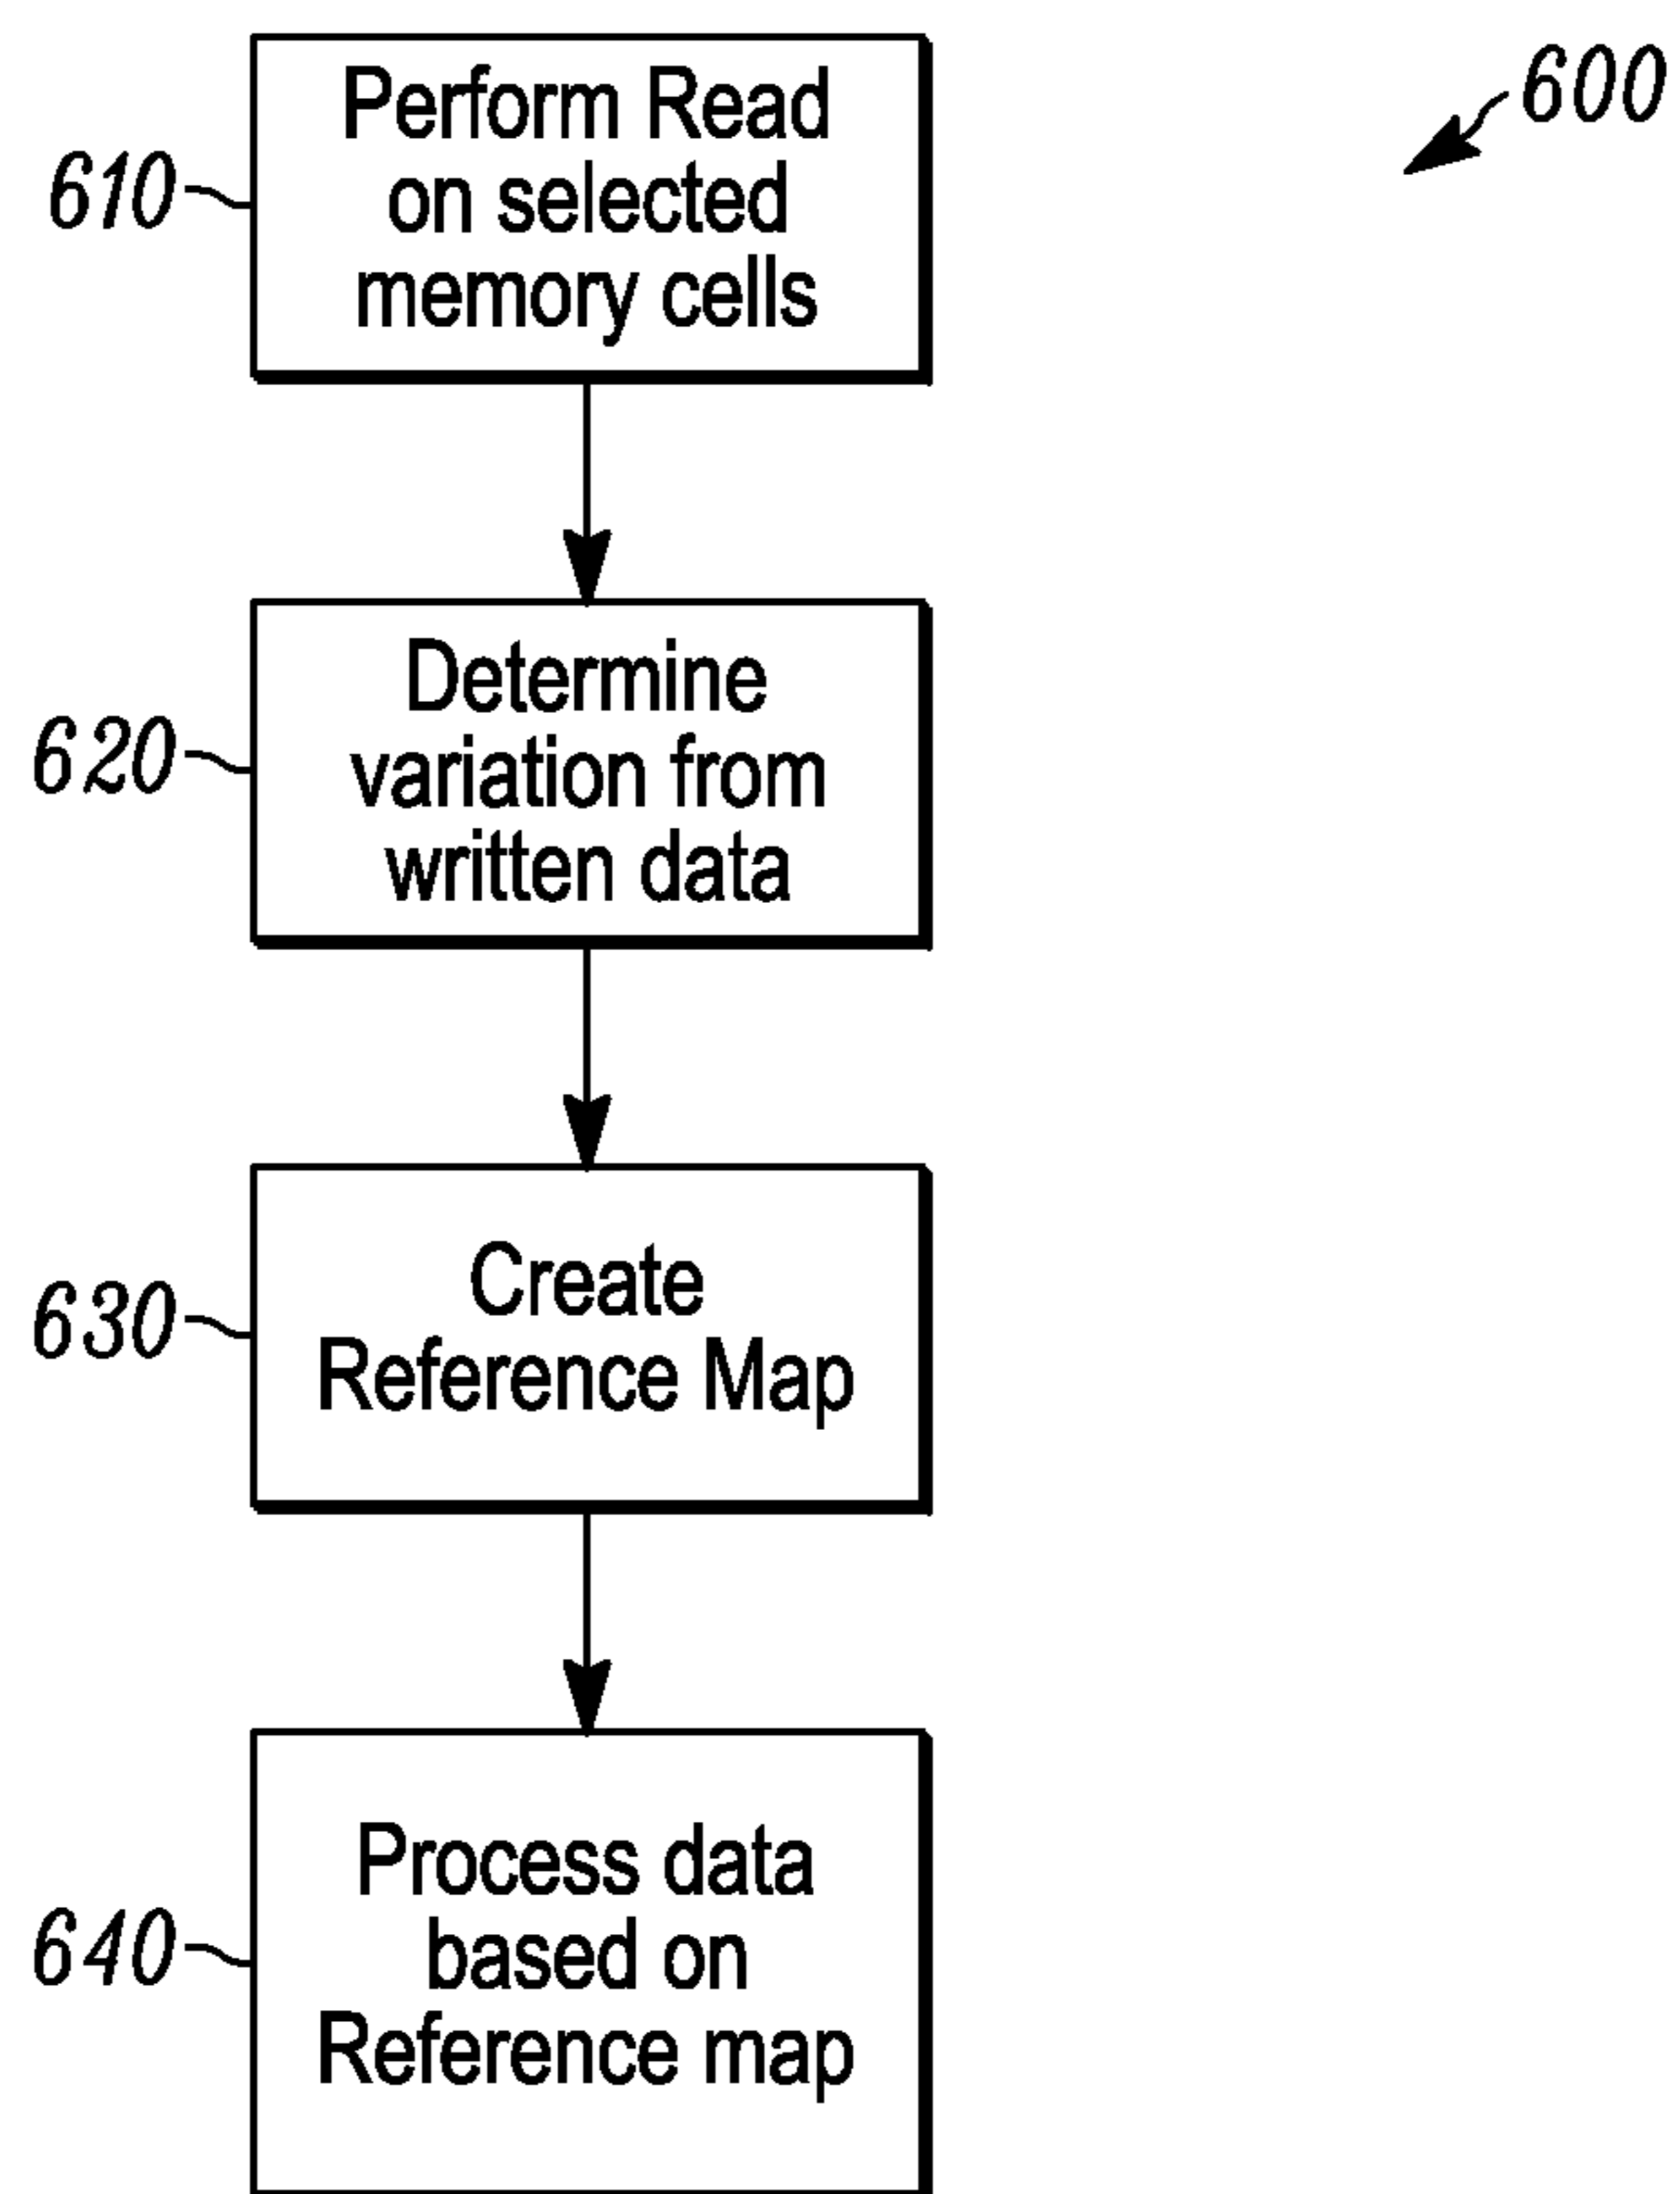 600
610
Perform Read
on selected
memory cells
620
Determine
variation from
written data
630
Create
Reference Map
640
Process data
based on
Reference map